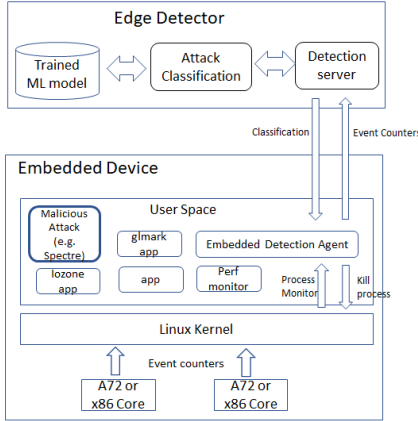 Edge Detector
Trained
ML model
Attack
Classification
Detection
server
Classification
Event Counters
Embedded Device
User Space
Malicious
Attack
(e.g.
Spectre)
glmark
app
Embedded Detection Agent
Iozone
app
app
Perf
monitor
Process
Monitor
Kill
process
Linux Kernel
Event counters
A72 or
x86 Core
A72 or
x86 Core